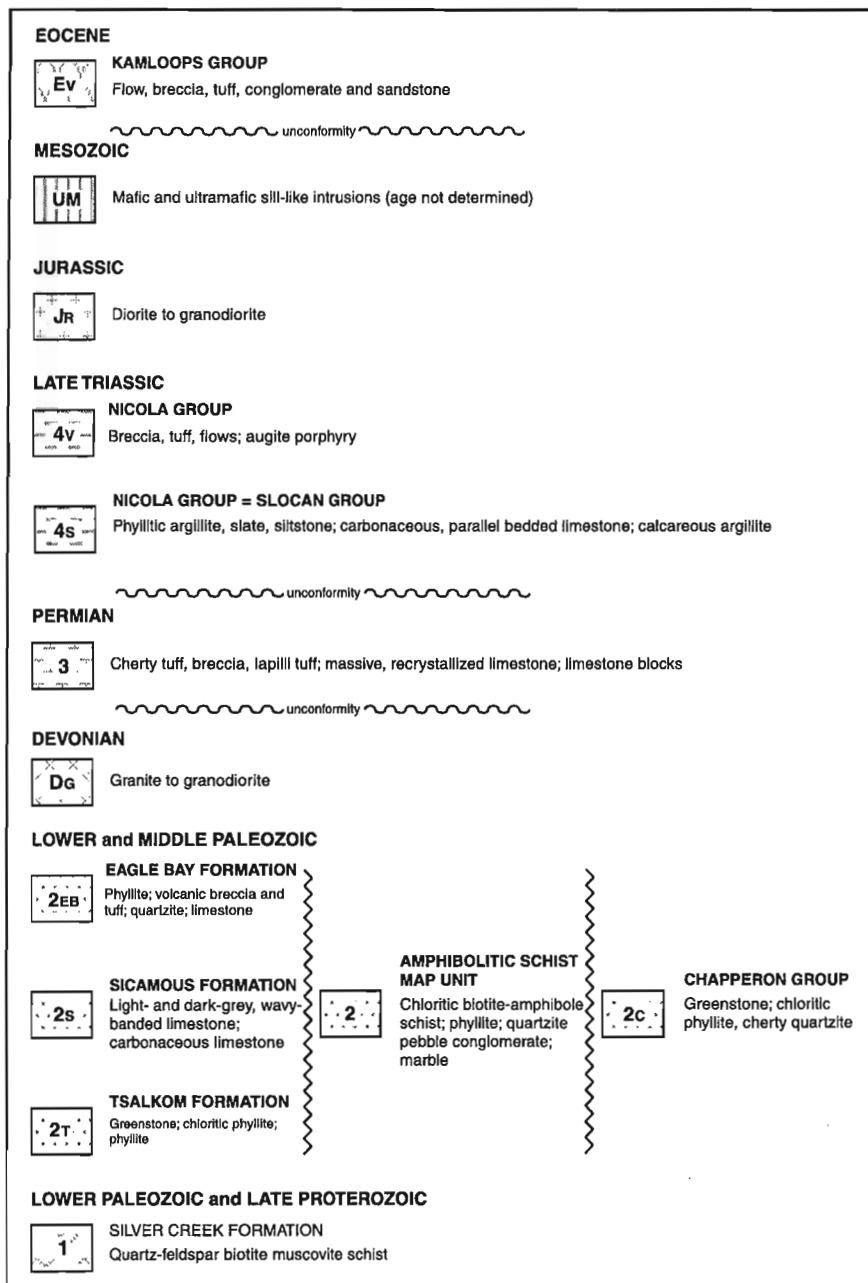 EOCENE
KAMLOOPS GROUP
Ev
Flow, breccia, tuff, conglomerate and sandstone
unconformity
MESOZOIC
UM
Mafic and ultramafic sill-like intrusions (age not determined)
JURASSIC
JR
Diorite to granodiorite
LATE TRIASSIC
NICOLA GROUP
4V
Breccia, tuff, flows; augite porphyry
NICOLA GROUP = SLOCAN GROUP
4S
Phyllitic argillite, slate, siltstone; carbonaceous, parallel bedded limestone; calcareous argillite
unconformity
PERMIAN
3
Cherty tuff, breccia, lapilli tuff; massive, recrystallized limestone; limestone blocks
unconformity
DEVONIAN
DG
Granite to granodiorite
LOWER and MIDDLE PALEOZOIC
EAGLE BAY FORMATION
2EB
Phyllite; volcanic breccia and
tuff; quartzite; limestone
SICAMOUS FORMATION
2S
Light- and dark-grey, wavy-
banded limestone;
carbonaceous limestone
TSALKOM FORMATION
2T
Greenstone; chloritic phyllite;
phyllite
AMPHIBOLITIC SCHIST
MAP UNIT
2
Chloritic biotite-amphibole
schist; phyllite; quartzite
pebble conglomerate;
marble
CHAPPERON GROUP
2C
Greenstone; chloritic
phyllite, cherty quartzite
LOWER PALEOZOIC and LATE PROTEROZOIC
SILVER CREEK FORMATION
1
Quartz-feldspar biotite muscovite schist